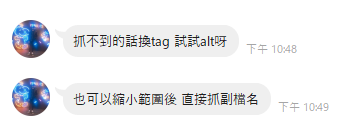 抓不到的話換tag 試試alt呀
下午 10:48
也可以縮小範圍後 直接抓副檔名
下午 10:49